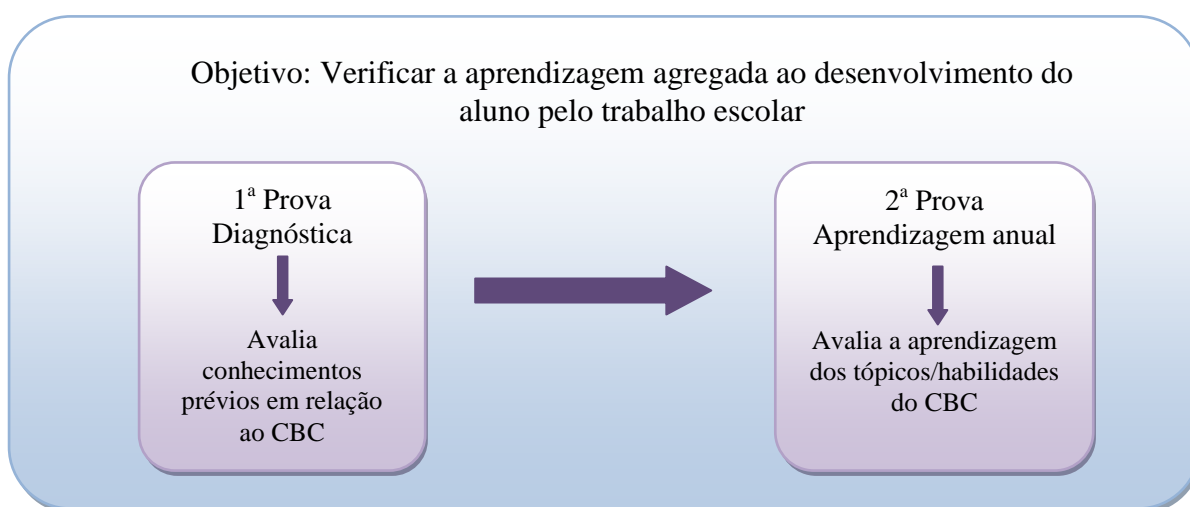 Objetivo: Verificar a aprendizagem agregada ao desenvolvimento do
aluno pelo trabalho escolar
1ª Prova
Diagnóstica
Avalia
conhecimentos
prévios em relação
ao CBC
2ª Prova
Aprendizagem anual
Avalia a aprendizagem
dos tópicos/habilidades
do CBC